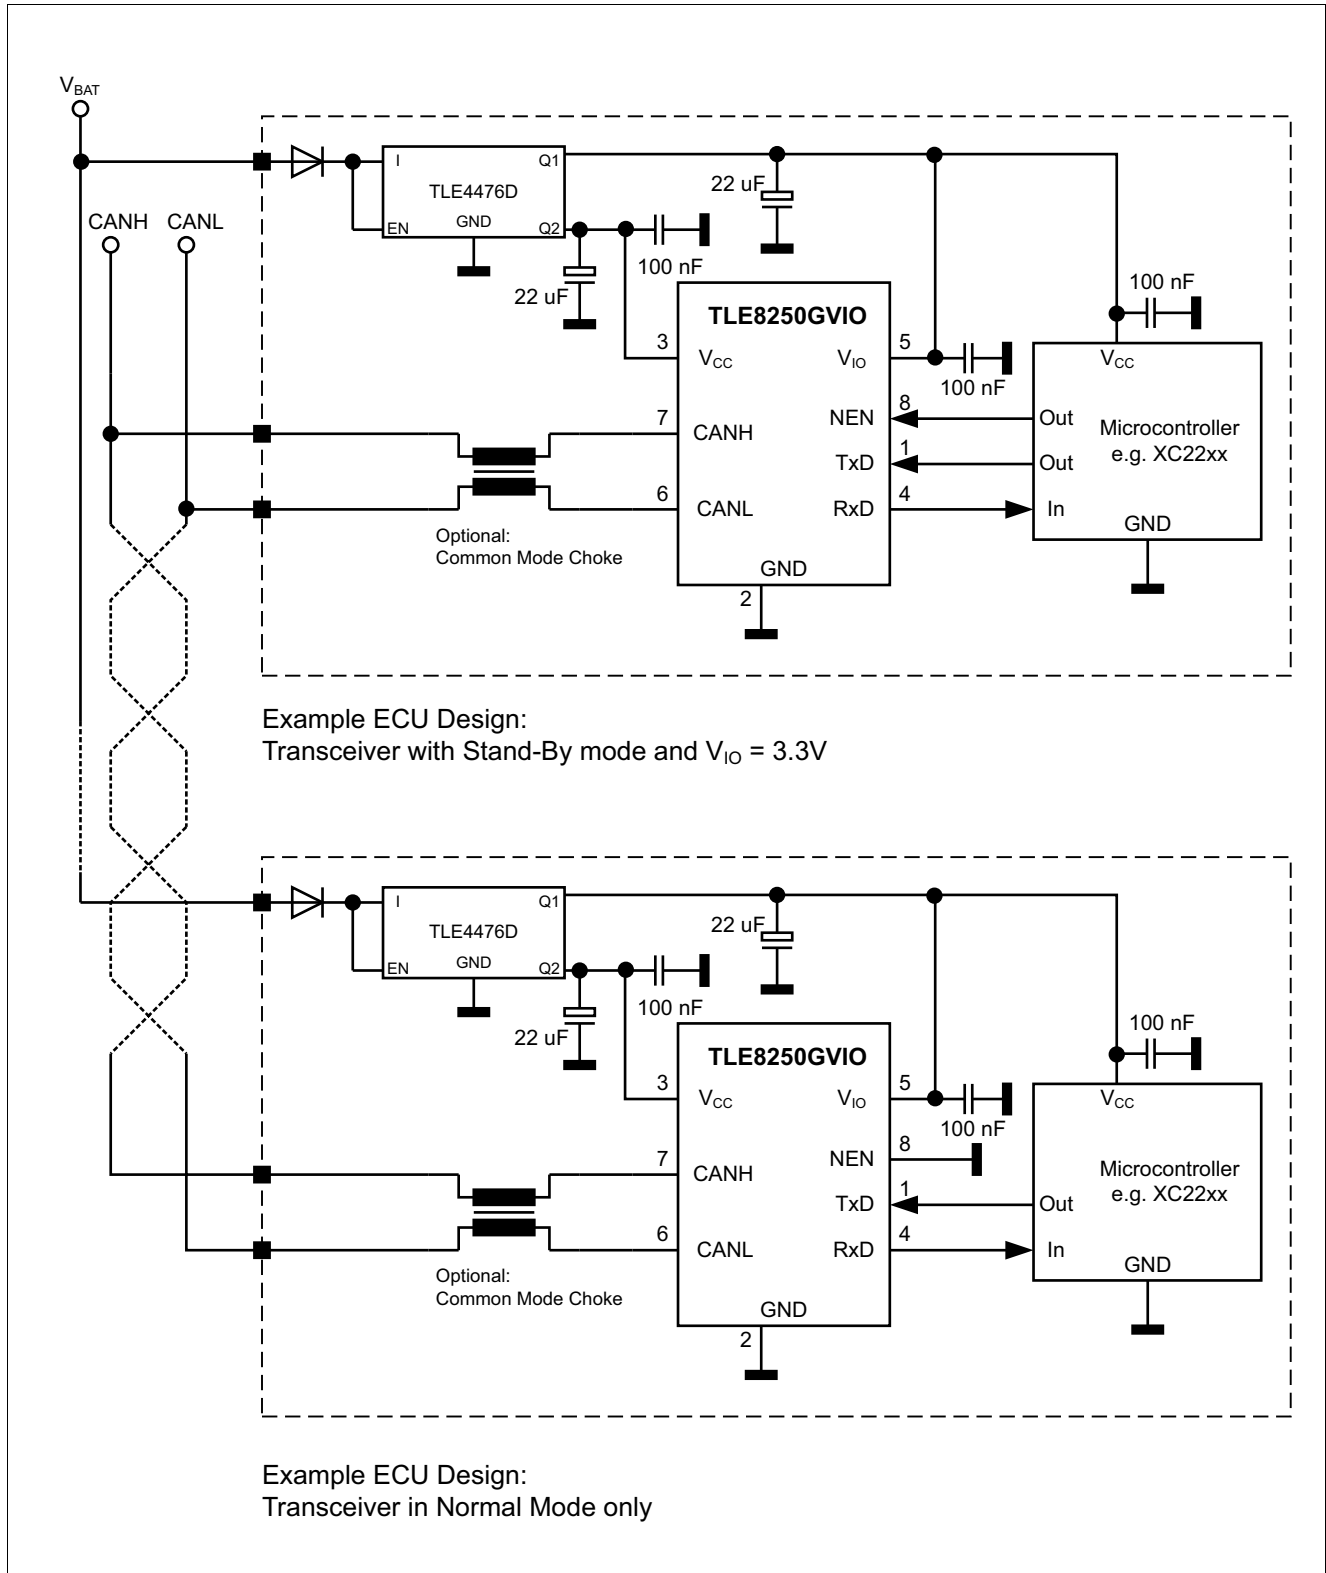 VBAT
CANH CANL
I Q1
TLE4476D
EN GND Q2
22 uF
100 nF
22 uF
100 nF
TLE8250GVIO
3 VCC VIO 5
100 nF
7 CANH NEN 8
TxD 1
6 CANL RxD 4
GND
2
VCC
Out
Out
In
Microcontroller
e.g. XC22xx
GND
Optional:
Common Mode Choke
Example ECU Design:
Transceiver with Stand-By mode and VIO = 3.3V
I Q1
TLE4476D
EN GND Q2
22 uF
100 nF
22 uF
100 nF
TLE8250GVIO
3 VCC VIO 5
100 nF
7 CANH NEN 8
TxD 1
6 CANL RxD 4
GND
2
VCC
Out
In
Microcontroller
e.g. XC22xx
GND
Optional:
Common Mode Choke
Example ECU Design:
Transceiver in Normal Mode only